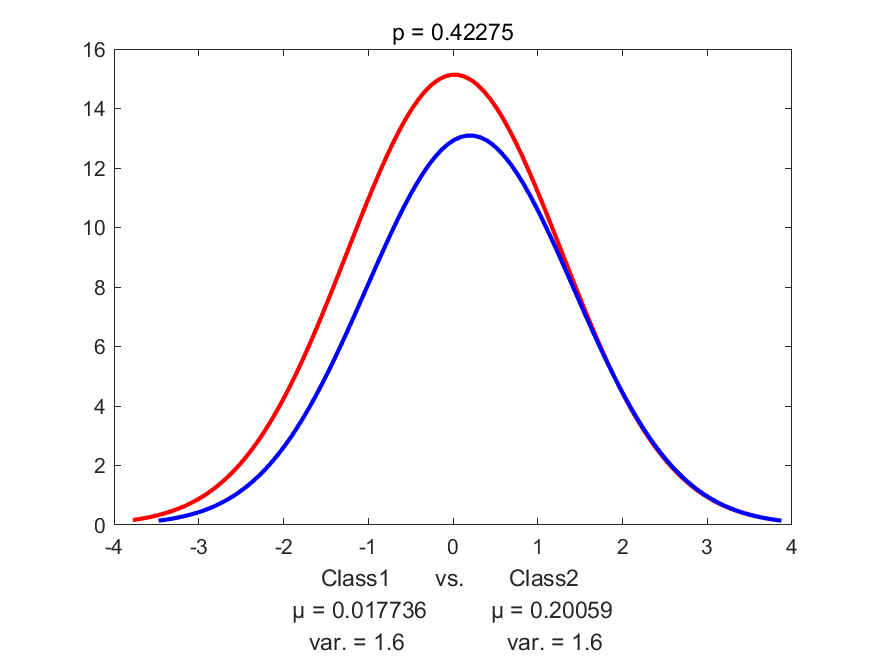 p = 0.42275
16
14
12
10
8
6
4
2
0
-4 -3 -2 -1 0 1 2 3 4
Class1 vs. Class2
μ = 0.017736 μ = 0.20059
var. = 1.6 var. = 1.6